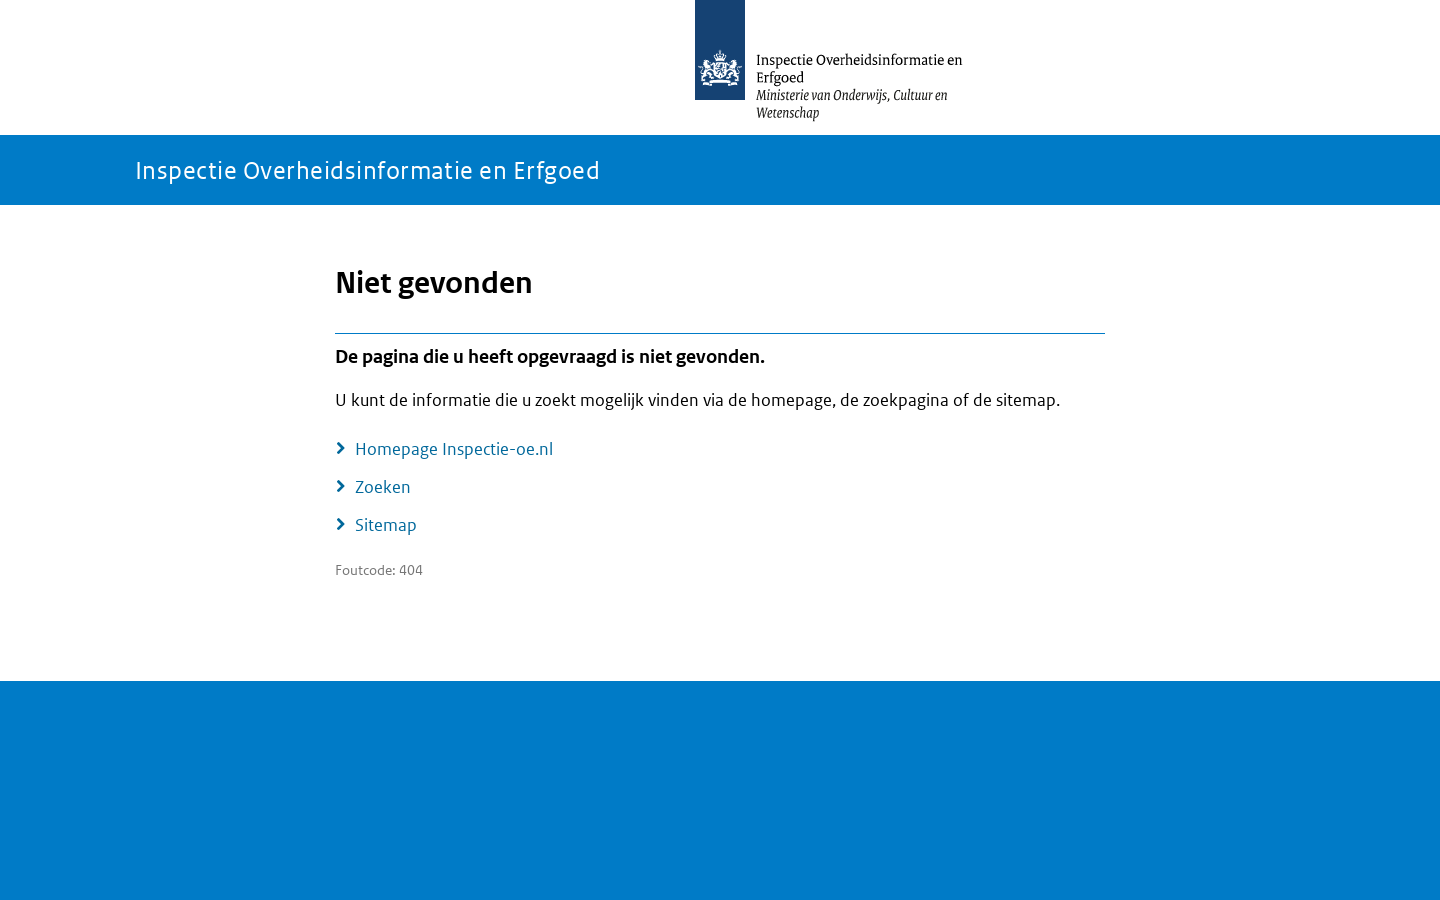 Inspectie Overheidsinformatie en
Erfgoed
Ministerie van Onderwijs, Cultuur en
Wetenschap
Inspectie Overheidsinformatie en Erfgoed
Niet gevonden
De pagina die u heeft opgevraagd is niet gevonden.
U kunt de informatie die u zoekt mogelijk vinden via de homepage, de zoekpagina of de sitemap.
Homepage Inspectie-oe.nl
Zoeken
Sitemap
Foutcode: 404